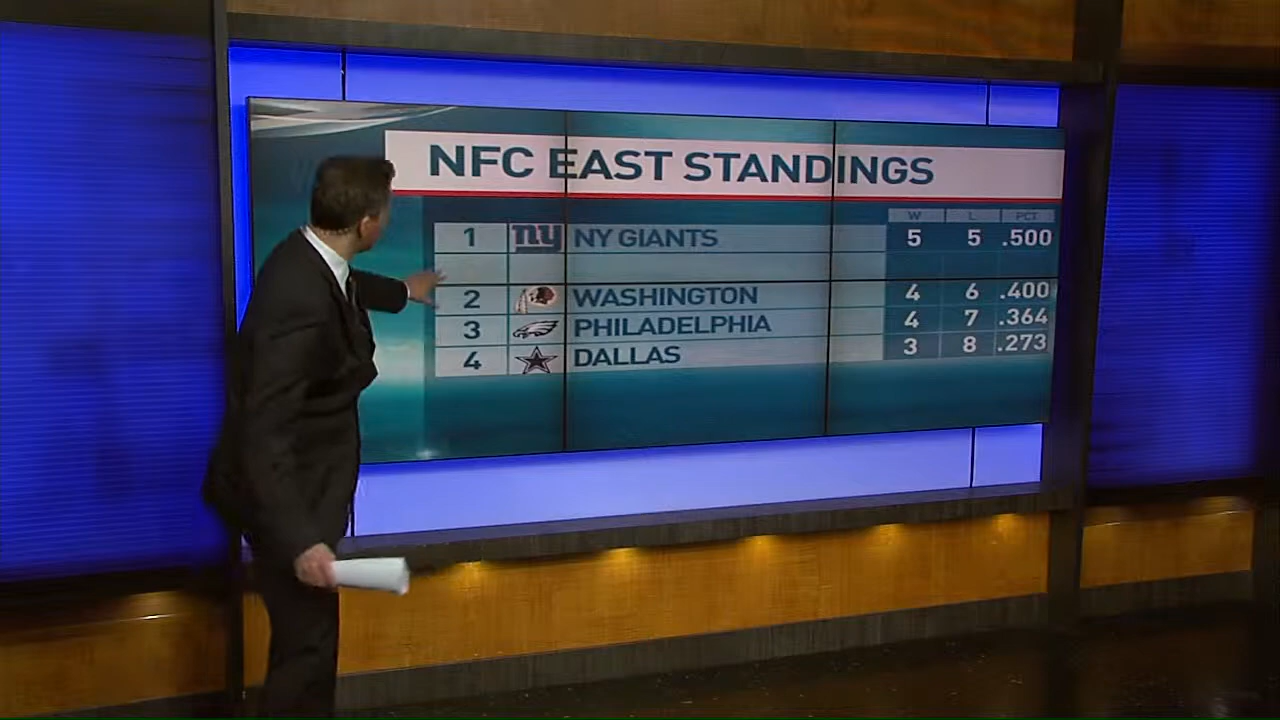 NFC EAST STANDINGS
W L PCT
1 ny NY GIANTS 5 5 .500
2 WASHINGTON 4 6 .400
3 PHILADELPHIA 4 7 .364
4 DALLAS 3 8 .273